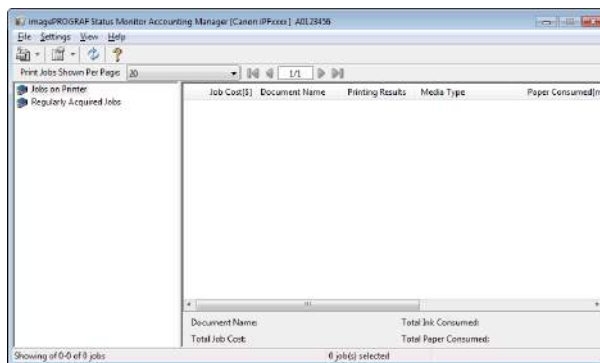 imagePROGRAF Status Monitor Accounting Manager [Canon iPFxxxx] A0123456
File Settings View Help
Print Jobs Shown Per Page: 20 1/1
Jobs on Printer
Regularly Acquired Jobs
Job Cost[$] Document Name Printing Results Media Type Paper Consumed[m
Document Name: Total Ink Consumed:
Total Job Cost: Total Paper Consumed:
Showing of 0-0 of 0 jobs 0 job(s) selected